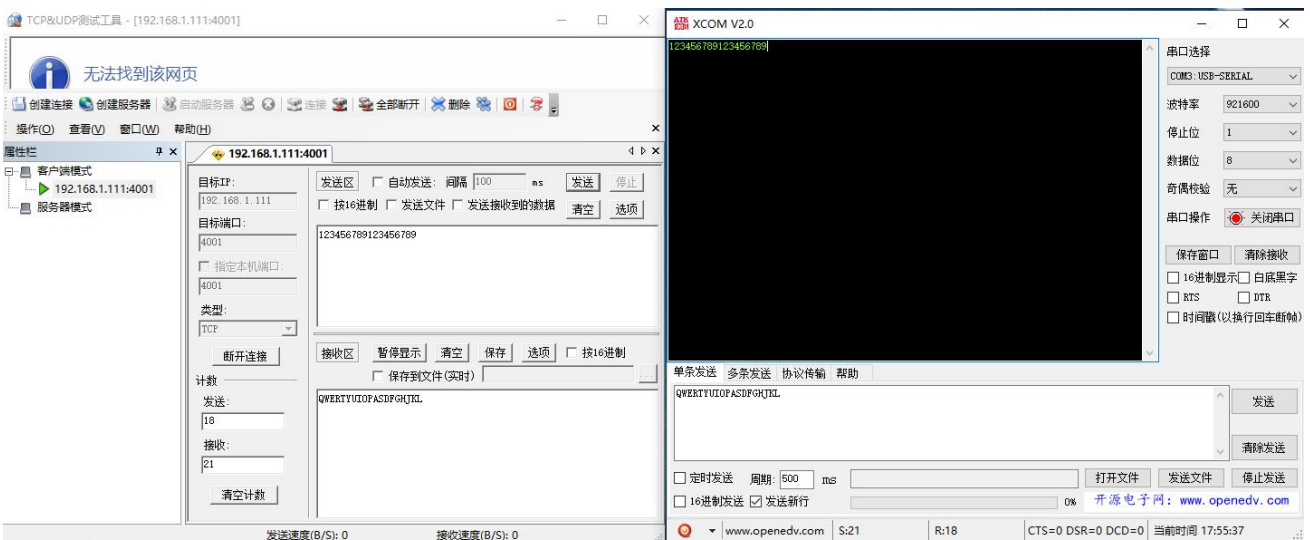 TCP&UDP测试工具 - [192.168.1.111:4001]
无法找到该网页
创建连接 创建服务器 启动服务器 连接 全部断开 删除
操作(O) 查看(V) 窗口(W) 帮助(H)
属性栏
客户端模式
192.168.1.111:4001
服务器模式
192.168.1.111:4001
目标IP:
192.168.1.111
目标端口:
4001
指定本机端口:
4001
类型:
TCP
断开连接
计数
发送:
18
接收:
21
清空计数
发送区 自动发送: 间隔 100 ms 发送 停止
按16进制 发送文件 发送接收到的数据 清空 选项
123456789123456789
接收区 暂停显示 清空 保存 选项 按16进制
保存到文件(实时) ...
QWERTYUIOPASDFGHJKL
发送速度(B/S): 0 接收速度(B/S): 0
XCOM V2.0
123456789123456789
串口选择
COM3:USB-SERIAL
波特率 921600
停止位 1
数据位 8
奇偶校验 无
串口操作 关闭串口
保存窗口 清除接收
16进制显示 白底黑字
RTS DTR
时间戳(以换行回车断帧)
单条发送 多条发送 协议传输 帮助
QWERTYUIOPASDFGHJKL
发送
清除发送
定时发送 周期: 500 ms 打开文件 发送文件 停止发送
16进制发送 发送新行 0% 开源电子网: www.openedv.com
www.openedv.com S:21 R:18 CTS=0 DSR=0 DCD=0 当前时间 17:55:37